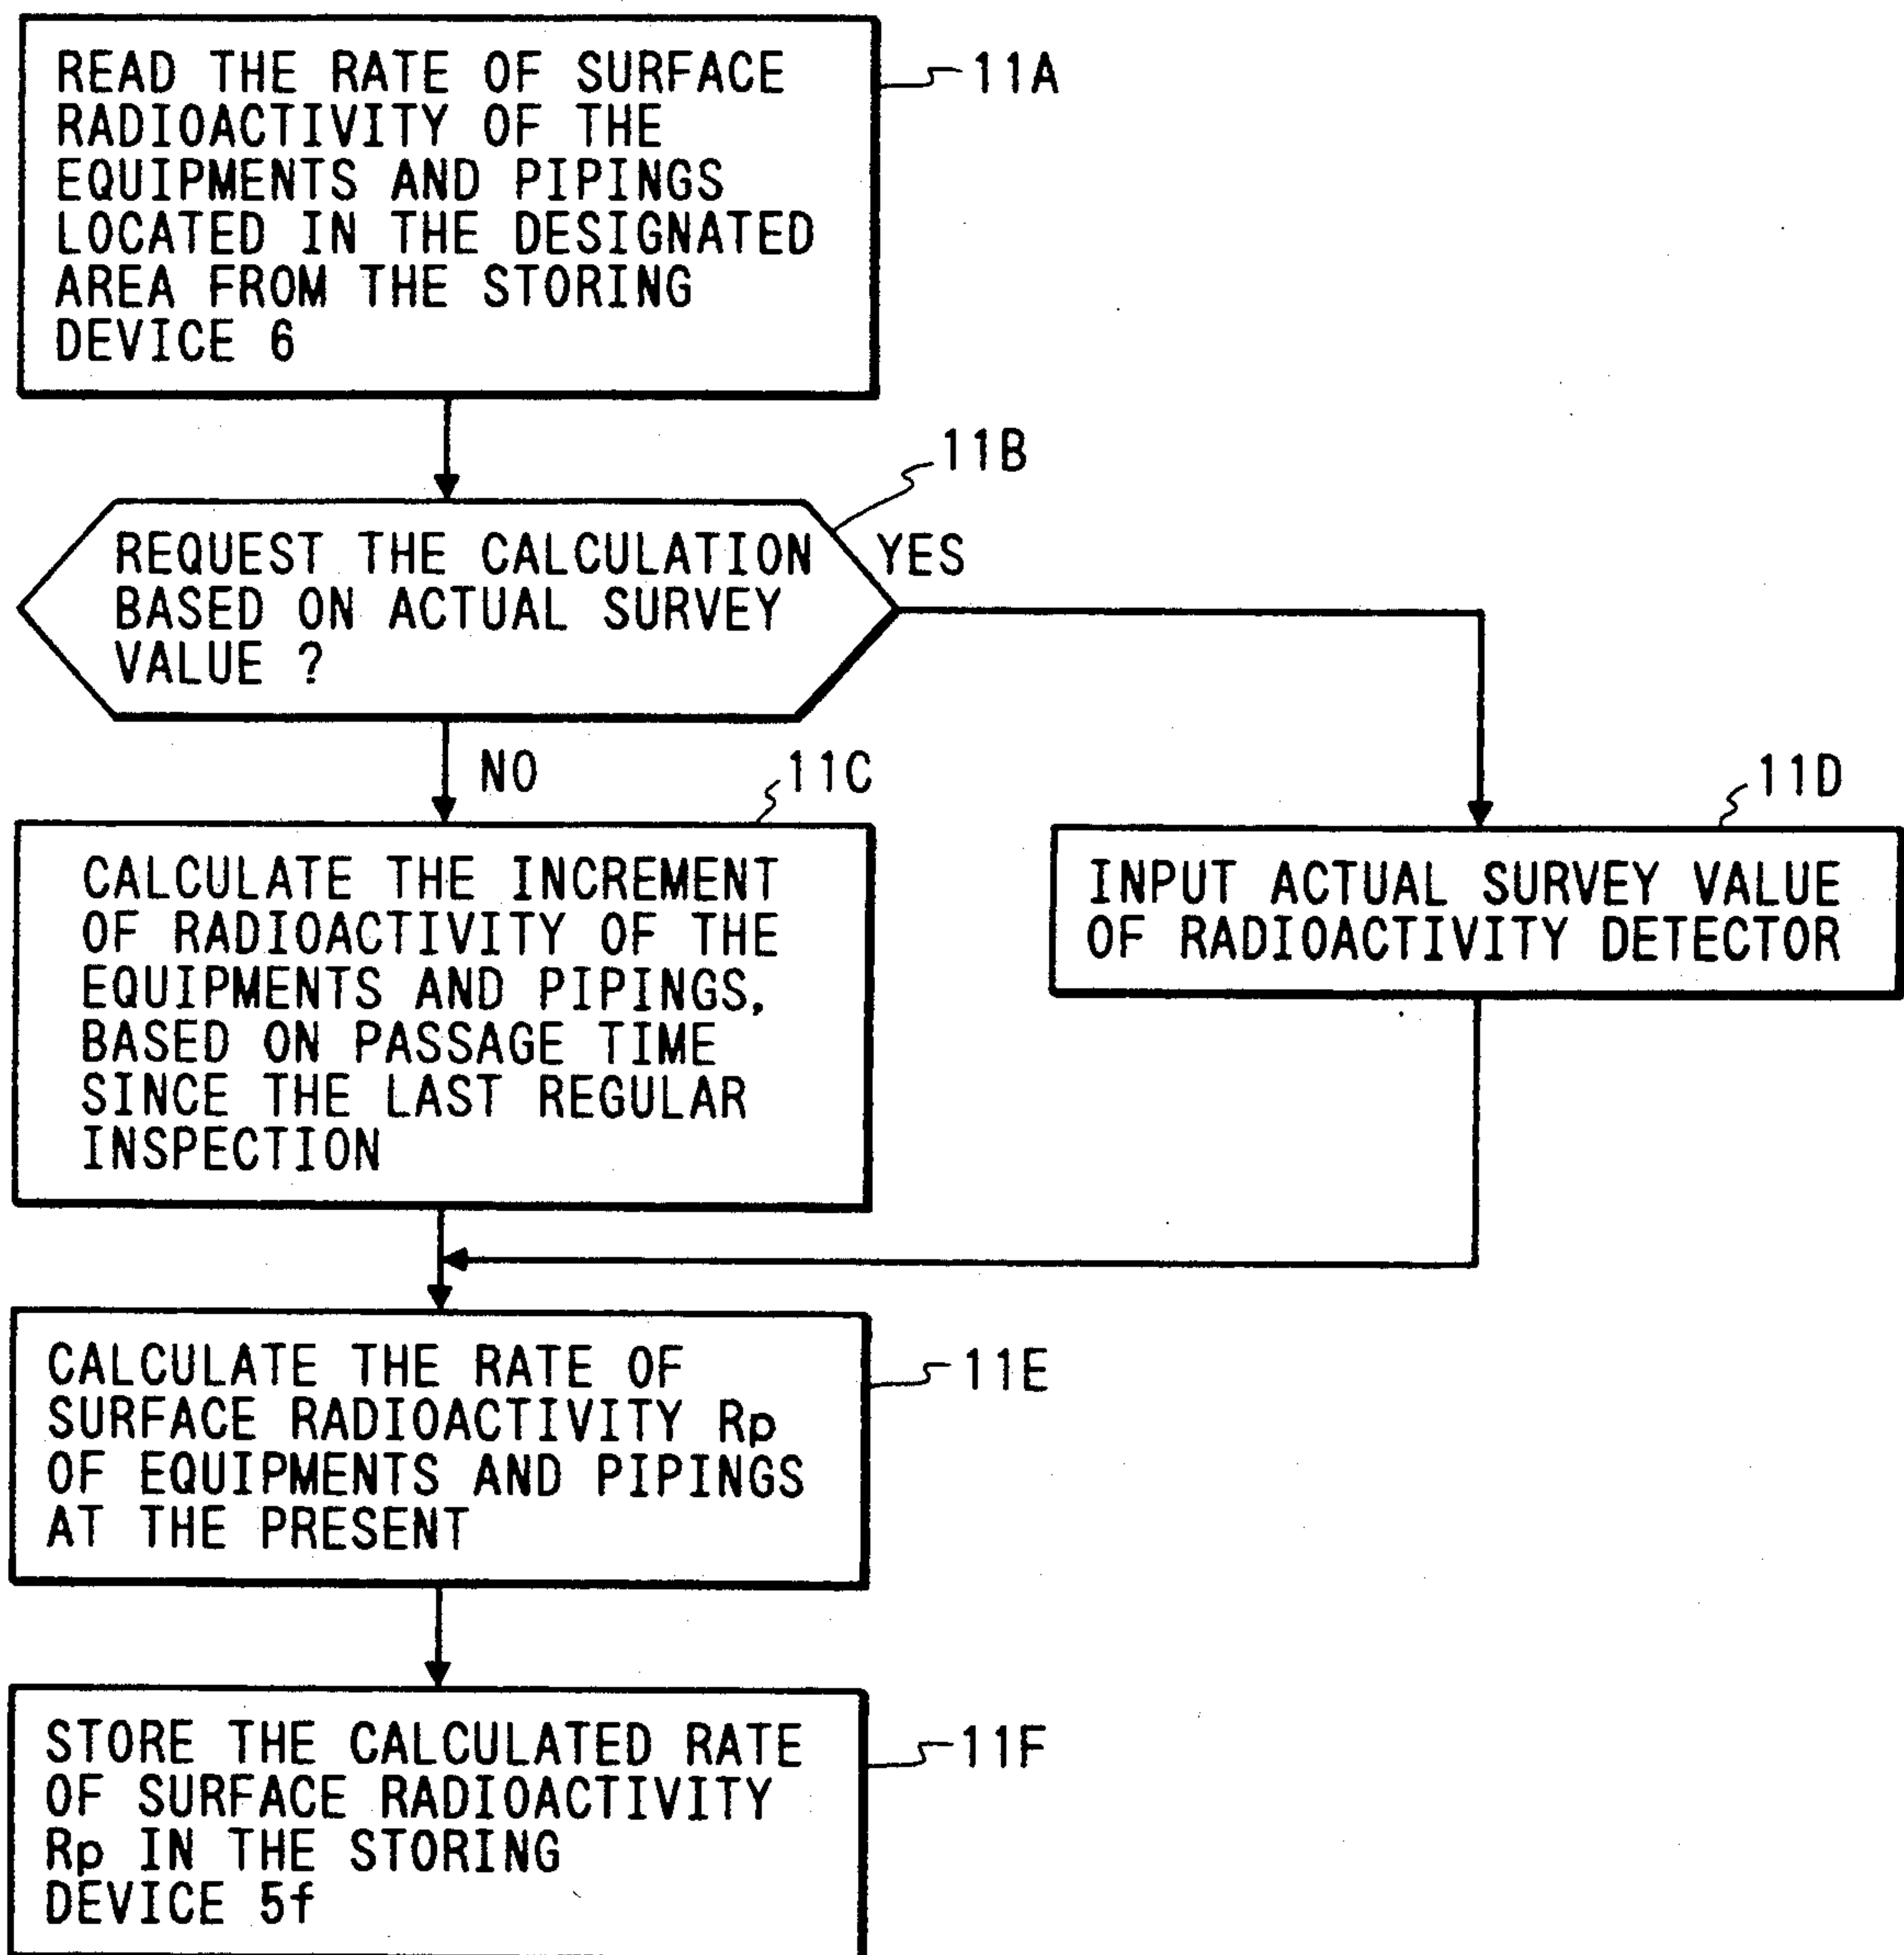 READ THE RATE OF SURFACE
RADIOACTIVITY OF THE
EQUIPMENTS AND PIPINGS
LOCATED IN THE DESIGNATED
AREA FROM THE STORING
DEVICE 6
11A
11B
REQUEST THE CALCULATION
BASED ON ACTUAL SURVEY
VALUE ?
YES
NO
11C
CALCULATE THE INCREMENT
OF RADIOACTIVITY OF THE
EQUIPMENTS AND PIPINGS,
BASED ON PASSAGE TIME
SINCE THE LAST REGULAR
INSPECTION
11D
INPUT ACTUAL SURVEY VALUE
OF RADIOACTIVITY DETECTOR
CALCULATE THE RATE OF
SURFACE RADIOACTIVITY Rp
OF EQUIPMENTS AND PIPINGS
AT THE PRESENT
11E
STORE THE CALCULATED RATE
OF SURFACE RADIOACTIVITY
Rp IN THE STORING
DEVICE 5f
11F